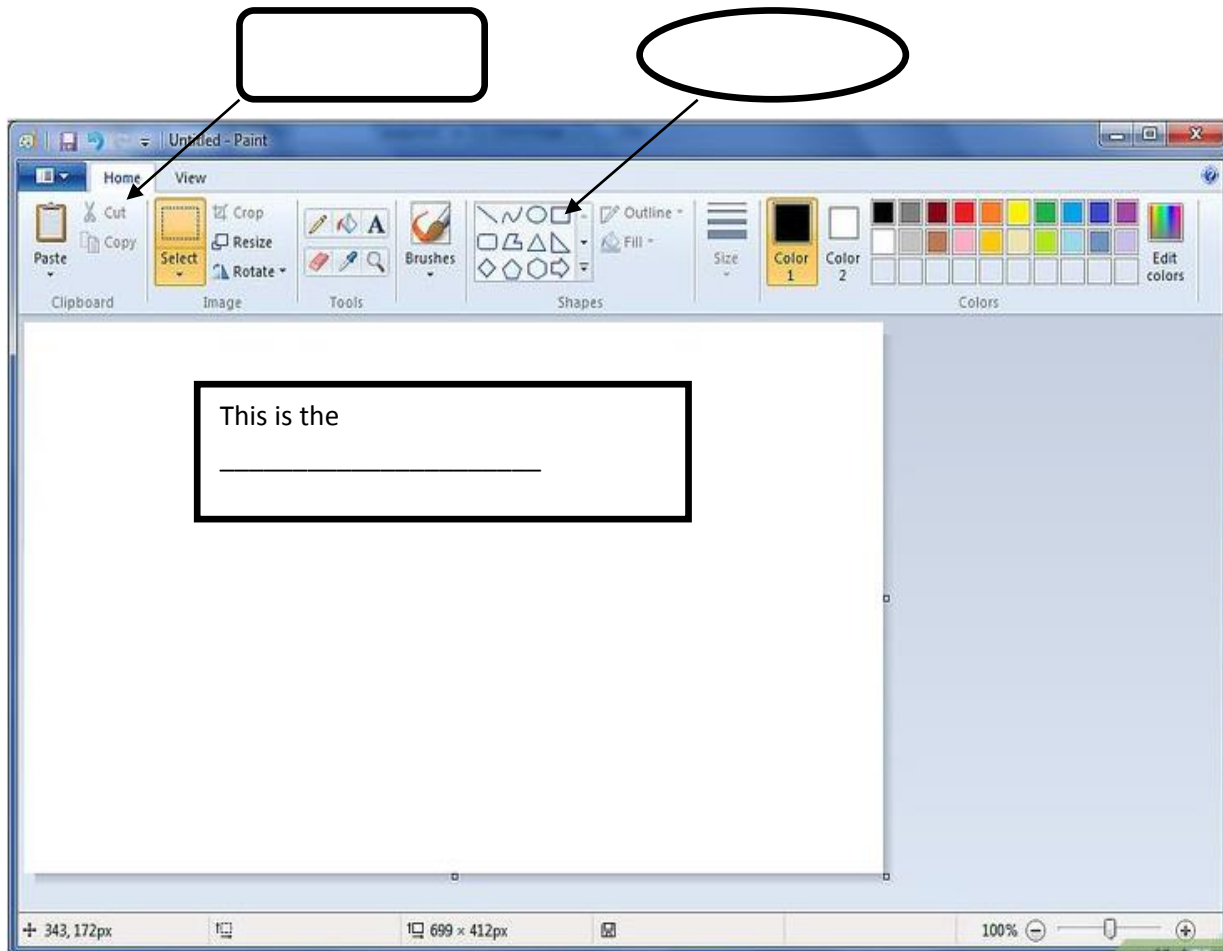 Untitled - Paint
Home View
Paste
Cut
Copy
Clipboard
Select
Crop
Resize
Rotate
Image
A
Tools
Brushes
Outline
Fill
Shapes
Size
Color 1
Color 2
Edit colors
Colors
This is the
______________________
343, 172px
699 × 412px
100%